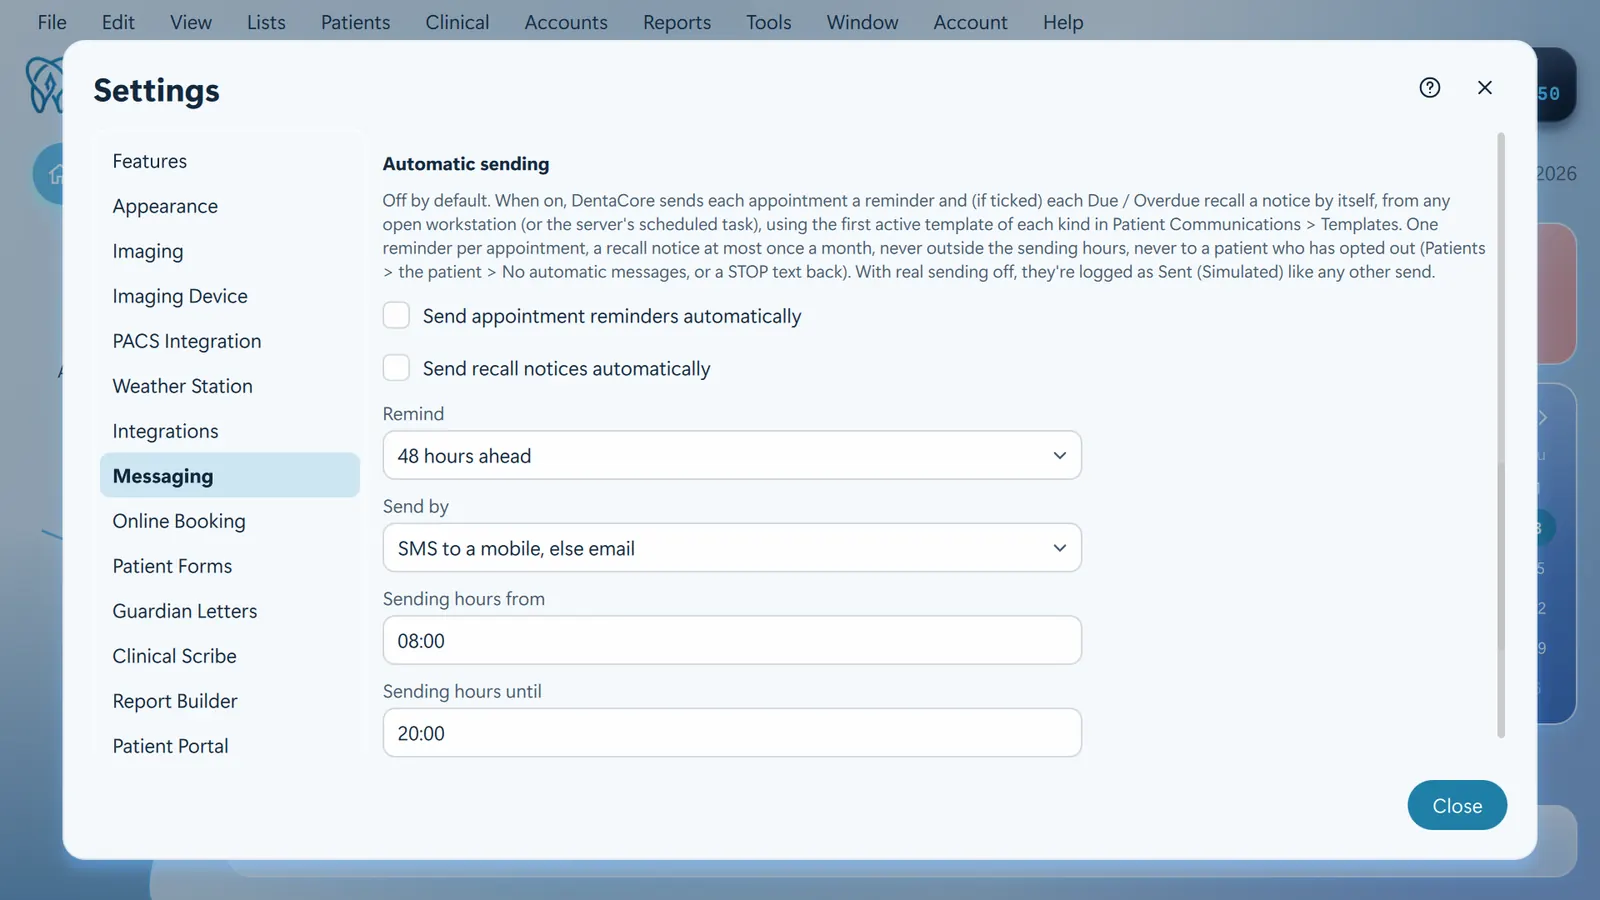 File Edit View Lists Patients Clinical Accounts Reports Tools Window Account Help
Settings
50
2026
Features
Appearance
Imaging
Imaging Device
PACS Integration
Weather Station
Integrations
Messaging
Online Booking
Patient Forms
Guardian Letters
Clinical Scribe
Report Builder
Patient Portal
Automatic sending
Off by default. When on, DentaCore sends each appointment a reminder and (if ticked) each Due / Overdue recall a notice by itself, from any
open workstation (or the server's scheduled task), using the first active template of each kind in Patient Communications > Templates. One
reminder per appointment, a recall notice at most once a month, never outside the sending hours, never to a patient who has opted out (Patients
> the patient > No automatic messages, or a STOP text back). With real sending off, they're logged as Sent (Simulated) like any other send.
Send appointment reminders automatically
Send recall notices automatically
Remind
48 hours ahead
Send by
SMS to a mobile, else email
Sending hours from
08:00
Sending hours until
20:00
Close